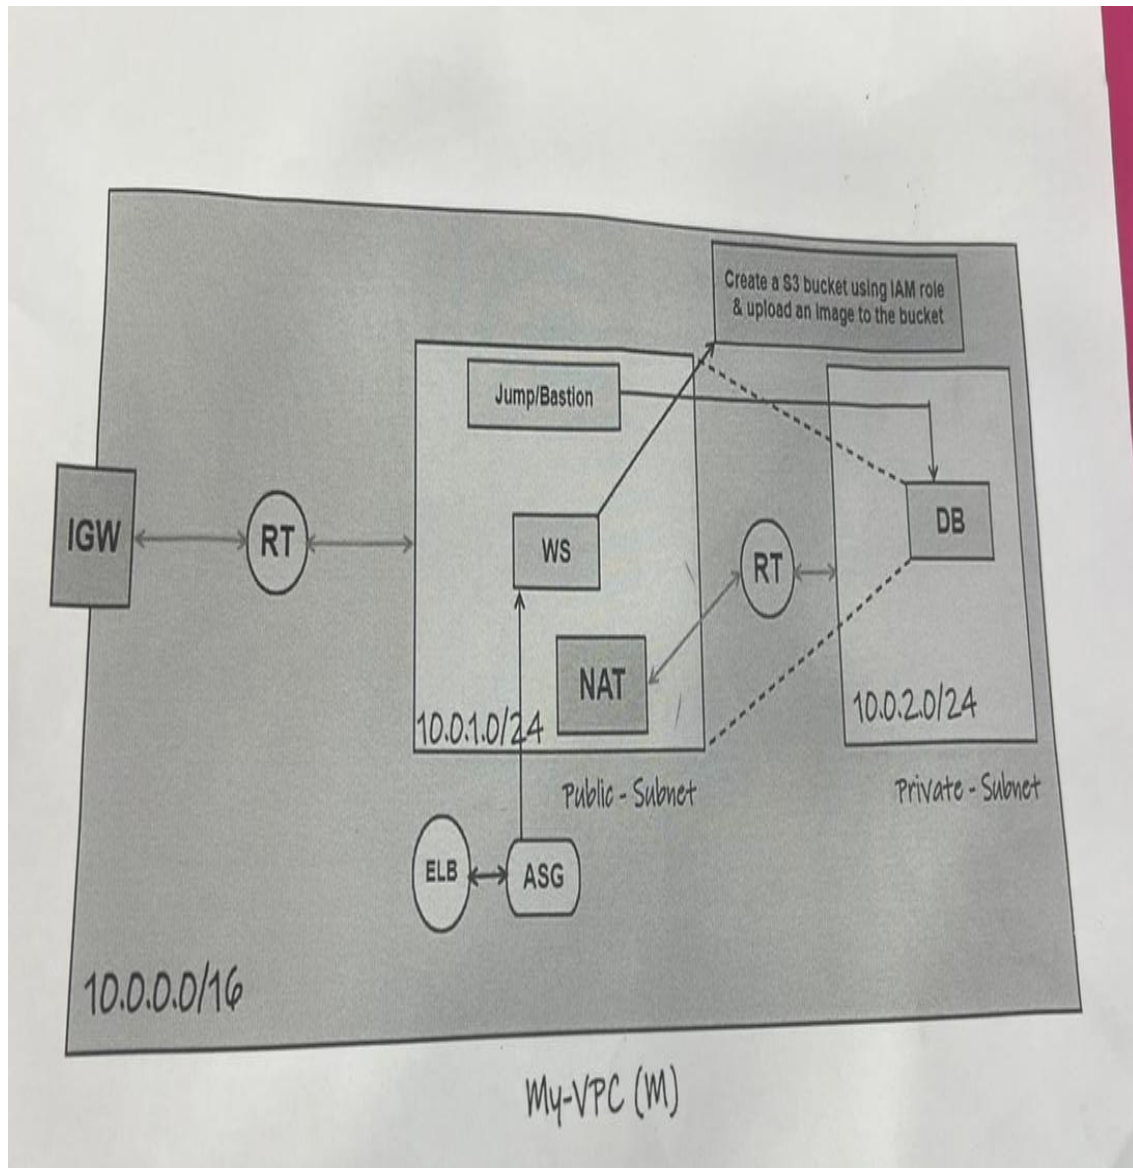 Create a S3 bucket using IAM role
& upload an image to the bucket
Jump/Bastion
IGW
RT
WS
RT
DB
NAT
10.0.1.0/24
10.0.2.0/24
Public - Subnet
Private - Subnet
ELB
ASG
10.0.0.0/16
My-VPC (M)